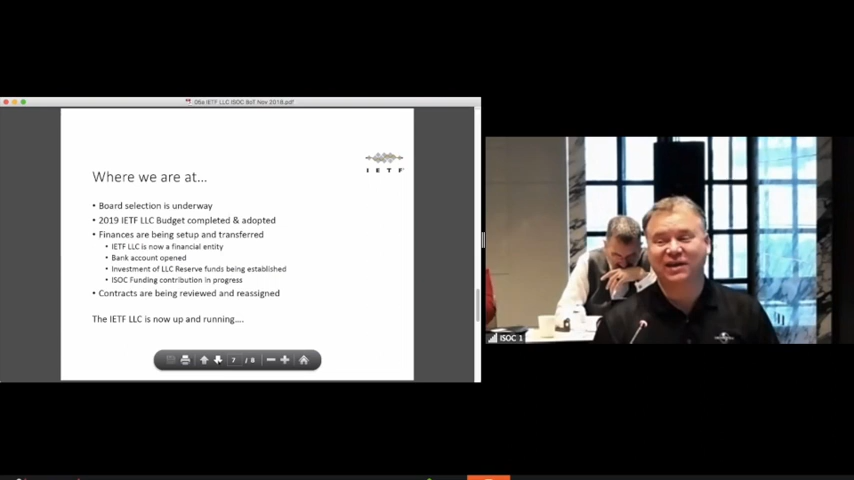 06a IETF LLC ISOC BoT Nov 2018.pdf
I E T F
Where we are at...
• Board selection is underway
• 2019 IETF LLC Budget completed & adopted
• Finances are being setup and transferred
• IETF LLC is now a financial entity
• Bank account opened
• Investment of LLC Reserve funds being established
• ISOC Funding contribution in progress
• Contracts are being reviewed and reassigned
The IETF LLC is now up and running....
7 / 8
ISOC 1